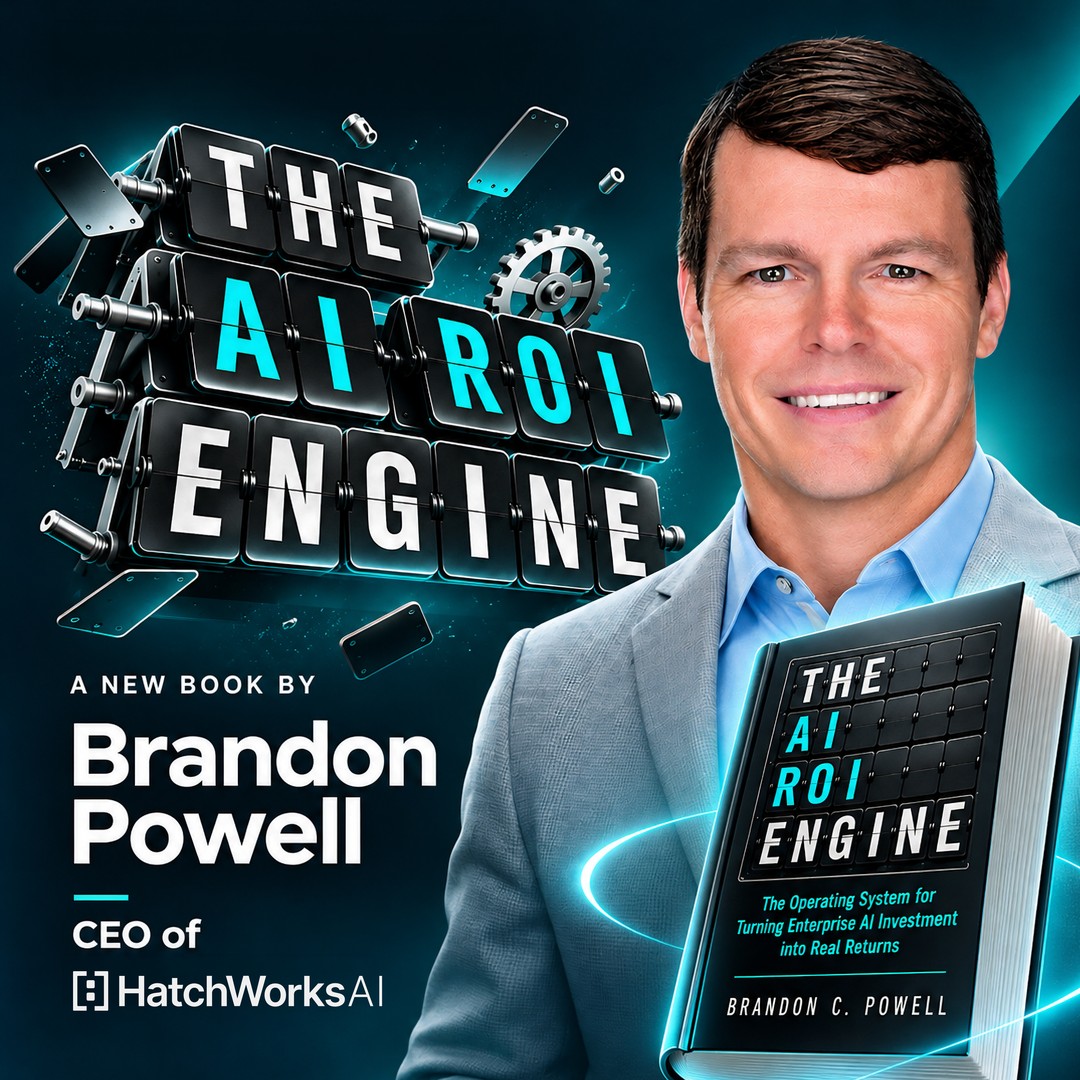 THE
AI ROI
ENGINE
A NEW BOOK BY
Brandon
Powell
CEO of
HatchWorksAI
THE
AI
ROI
ENGINE
The Operating System for
Turning Enterprise AI Investment
into Real Returns
BRANDON C. POWELL